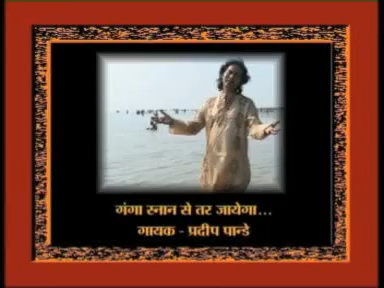 गंगा स्नान से तर जायेगा...
गायक - प्रदीप पान्डे